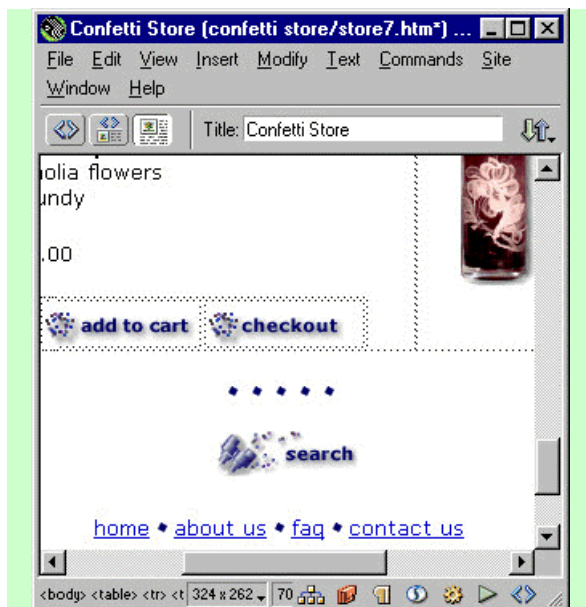 Confetti Store (confetti store/store7.htm*) ...
File Edit View Insert Modify Text Commands Site
Window Help
Title: Confetti Store
nolia flowers
undy
.00
add to cart checkout
search
home • about us • faq • contact us
<body> <table> <tr> <t 324 x 262 70